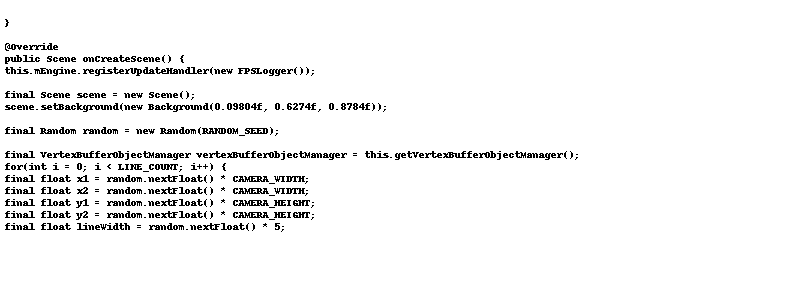 }
@Override
public Scene onCreateScene() {
this.mEngine.registerUpdateHandler(new FPSLogger());
final Scene scene = new Scene();
scene.setBackground(new Background(0.09804f, 0.6274f, 0.8784f));
final Random random = new Random(RANDOM_SEED);
final VertexBufferObjectManager vertexBufferObjectManager = this.getVertexBufferObjectManager();
for(int i = 0; i < LINE_COUNT; i++) {
final float x1 = random.nextFloat() * CAMERA_WIDTH;
final float x2 = random.nextFloat() * CAMERA_WIDTH;
final float y1 = random.nextFloat() * CAMERA_HEIGHT;
final float y2 = random.nextFloat() * CAMERA_HEIGHT;
final float lineWidth = random.nextFloat() * 5;